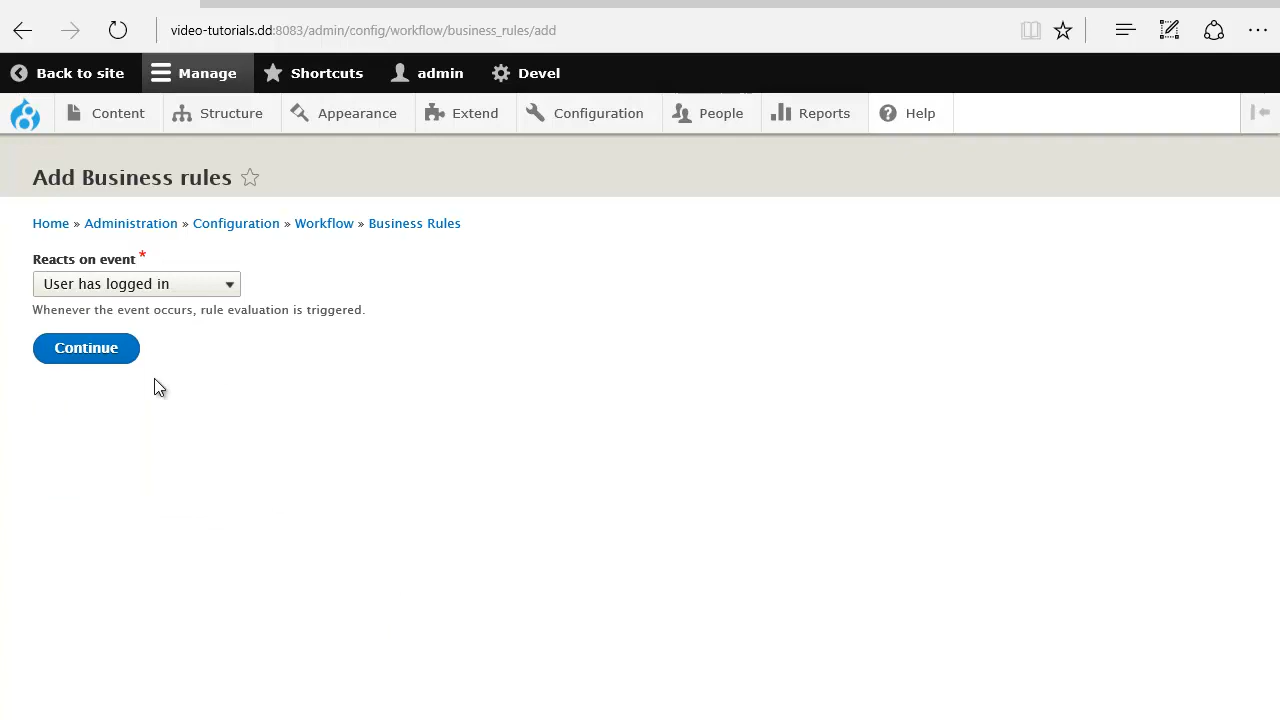 video-tutorials.dd:8083/admin/config/workflow/business_rules/add
Back to site Manage Shortcuts admin Devel
Content Structure Appearance Extend Configuration People Reports Help
Add Business rules
Home » Administration » Configuration » Workflow » Business Rules
Reacts on event *
User has logged in
Whenever the event occurs, rule evaluation is triggered.
Continue